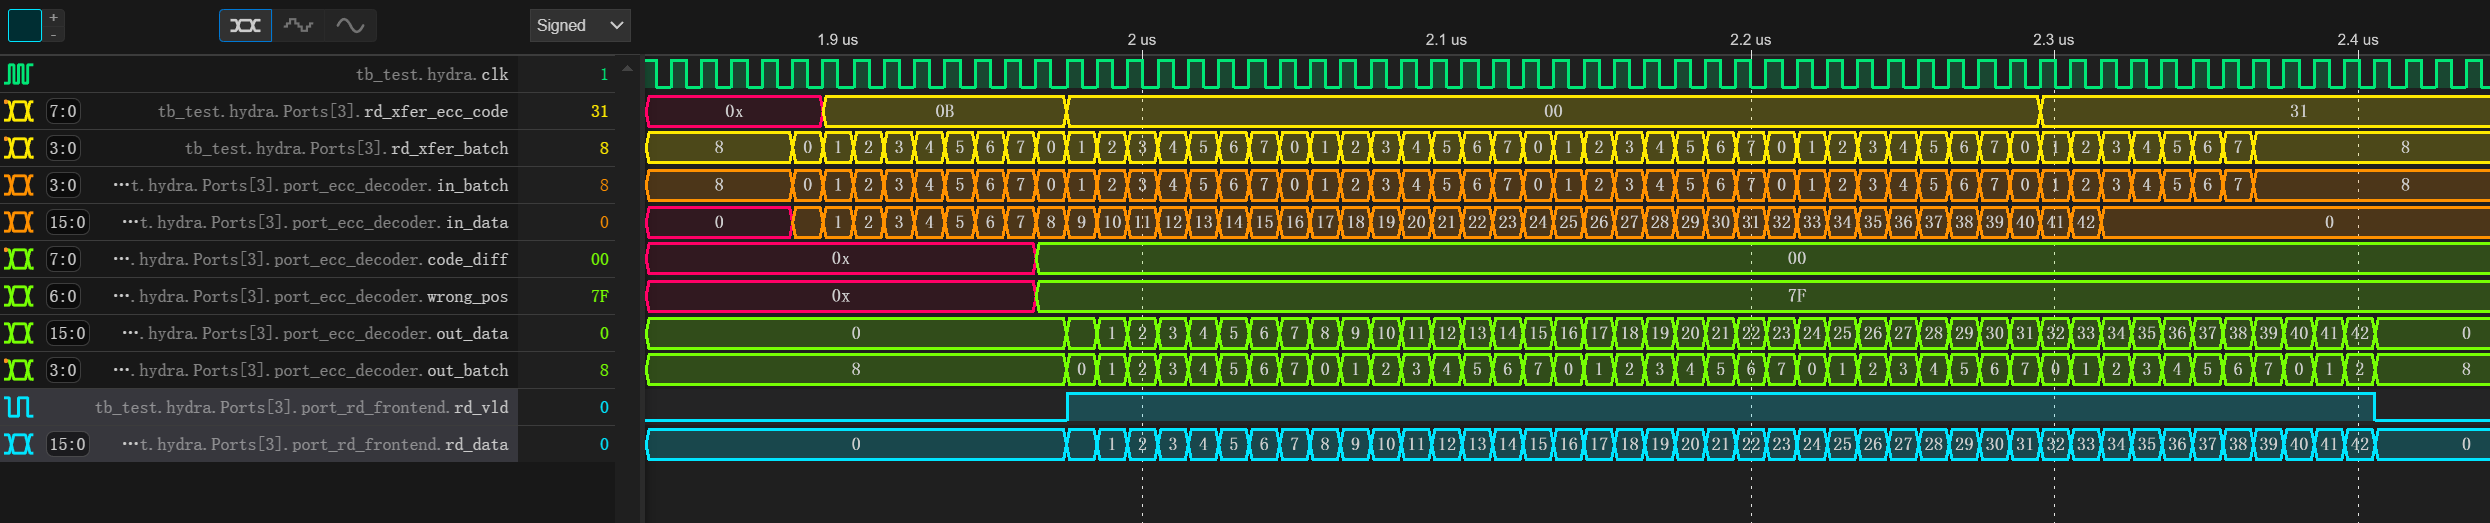 +
-
Signed
1.9 us 2 us 2.1 us 2.2 us 2.3 us 2.4 us
tb_test.hydra.clk 1
7:0 tb_test.hydra.Ports[3].rd_xfer_ecc_code 31 0x 0B 00 31
3:0 tb_test.hydra.Ports[3].rd_xfer_batch 8 8 0 1 2 3 4 5 6 7 0 1 2 3 4 5 6 7 0 1 2 3 4 5 6 7 0 1 2 3 4 5 6 7 0 1 2 3 4 5 6 7 0 1 2 3 4 5 6 7 8
3:0 …t.hydra.Ports[3].port_ecc_decoder.in_batch 8 8 0 1 2 3 4 5 6 7 0 1 2 3 4 5 6 7 0 1 2 3 4 5 6 7 0 1 2 3 4 5 6 7 0 1 2 3 4 5 6 7 0 1 2 3 4 5 6 7 8
15:0 …t.hydra.Ports[3].port_ecc_decoder.in_data 0 0 1 2 3 4 5 6 7 8 9 10 11 12 13 14 15 16 17 18 19 20 21 22 23 24 25 26 27 28 29 30 31 32 33 34 35 36 37 38 39 40 41 42 0
7:0 ….hydra.Ports[3].port_ecc_decoder.code_diff 00 0x 00
6:0 ….hydra.Ports[3].port_ecc_decoder.wrong_pos 7F 0x 7F
15:0 ….hydra.Ports[3].port_ecc_decoder.out_data 0 0 1 2 3 4 5 6 7 8 9 10 11 12 13 14 15 16 17 18 19 20 21 22 23 24 25 26 27 28 29 30 31 32 33 34 35 36 37 38 39 40 41 42 0
3:0 ….hydra.Ports[3].port_ecc_decoder.out_batch 8 8 0 1 2 3 4 5 6 7 0 1 2 3 4 5 6 7 0 1 2 3 4 5 6 7 0 1 2 3 4 5 6 7 0 1 2 3 4 5 6 7 0 1 2 8
tb_test.hydra.Ports[3].port_rd_frontend.rd_vld 0
15:0 …t.hydra.Ports[3].port_rd_frontend.rd_data 0 0 1 2 3 4 5 6 7 8 9 10 11 12 13 14 15 16 17 18 19 20 21 22 23 24 25 26 27 28 29 30 31 32 33 34 35 36 37 38 39 40 41 42 0